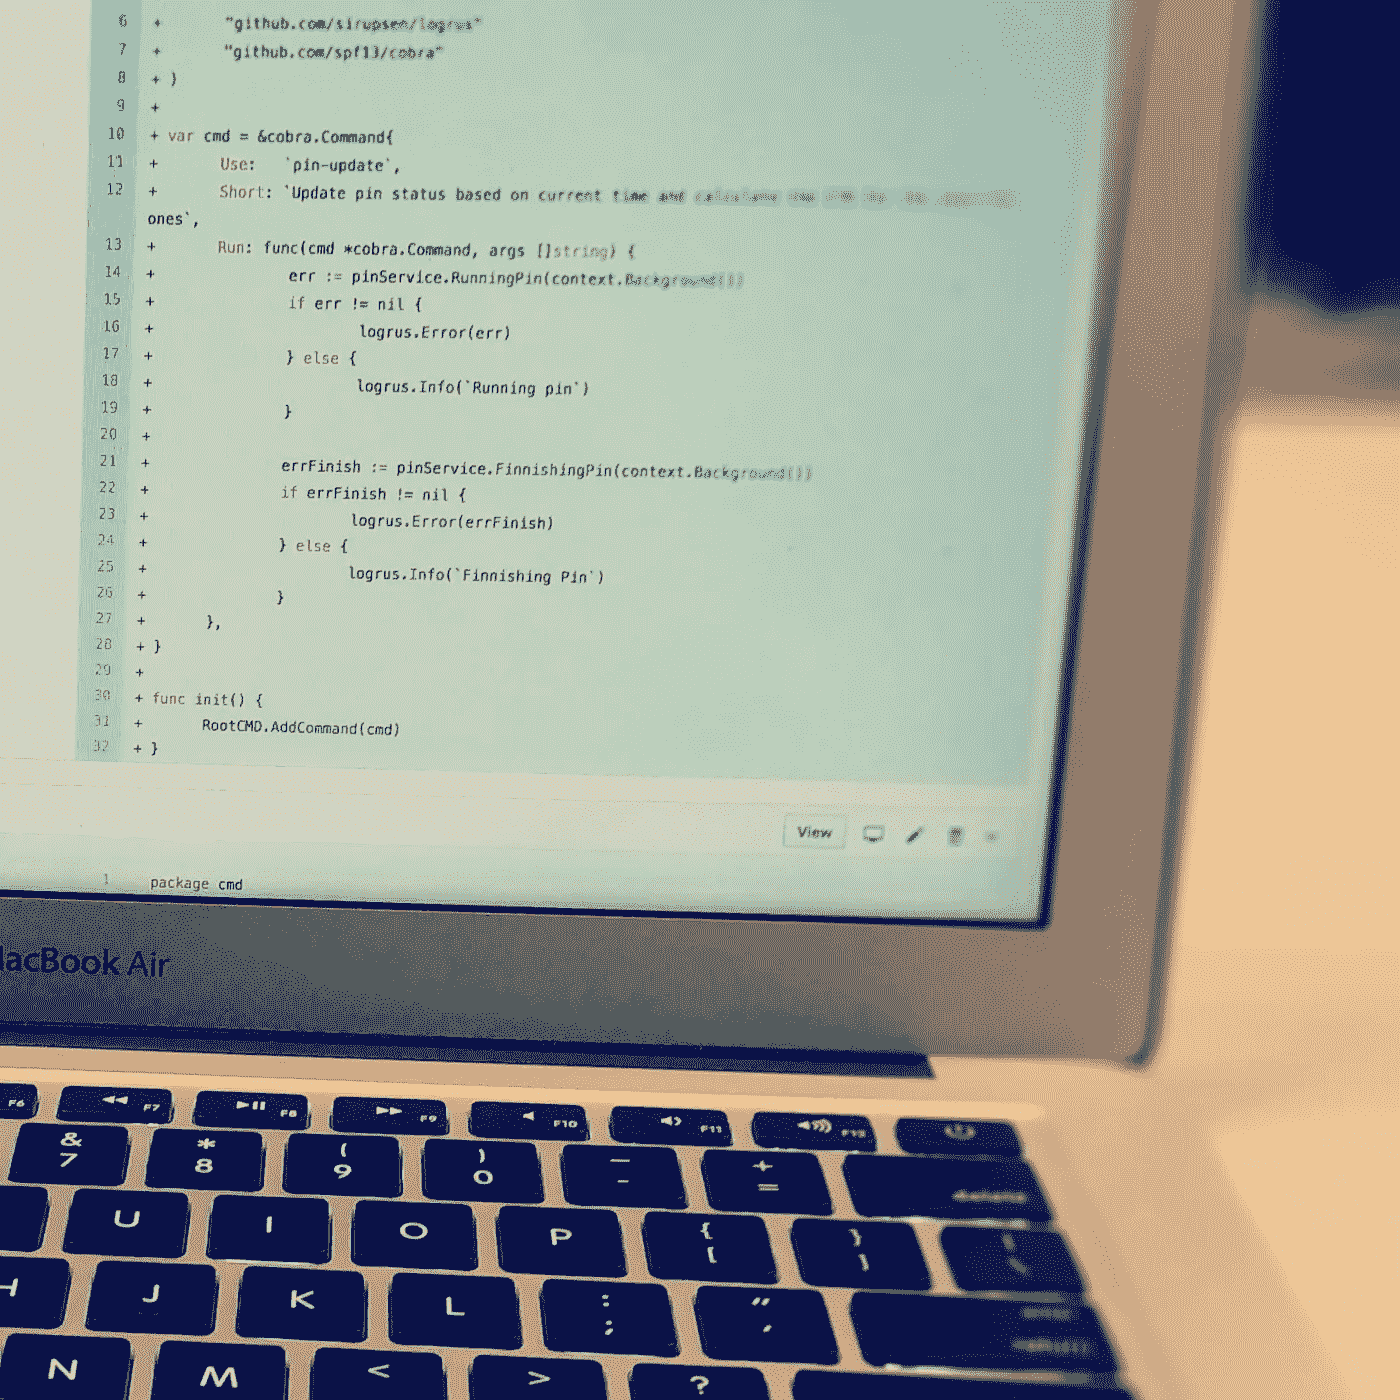 6 + "github.com/sirupsen/logrus"
7 + "github.com/spf13/cobra"
8 + )
9 +
10 + var cmd = &cobra.Command{
11 + Use: `pin-update`,
12 + Short: `Update pin status based on current time and calculate
ones`,
13 + Run: func(cmd *cobra.Command, args []string) {
14 + err := pinService.RunningPin(context.Background())
15 + if err != nil {
16 + logrus.Error(err)
17 + } else {
18 + logrus.Info(`Running pin`)
19 + }
20 +
21 + errFinish := pinService.FinnishingPin(context.Background())
22 + if errFinish != nil {
23 + logrus.Error(errFinish)
24 + } else {
25 + logrus.Info(`Finnishing Pin`)
26 + }
27 + },
28 + }
29 +
30 + func init() {
31 + RootCMD.AddCommand(cmd)
32 + }
View
1 package cmd
MacBook Air
F6 F7 F8 F9 F10 F11 F12
& * ( ) _ +
7 8 9 0 - = delete
U I O P { [ } ]
H J K L : ; " '
N M < > ?